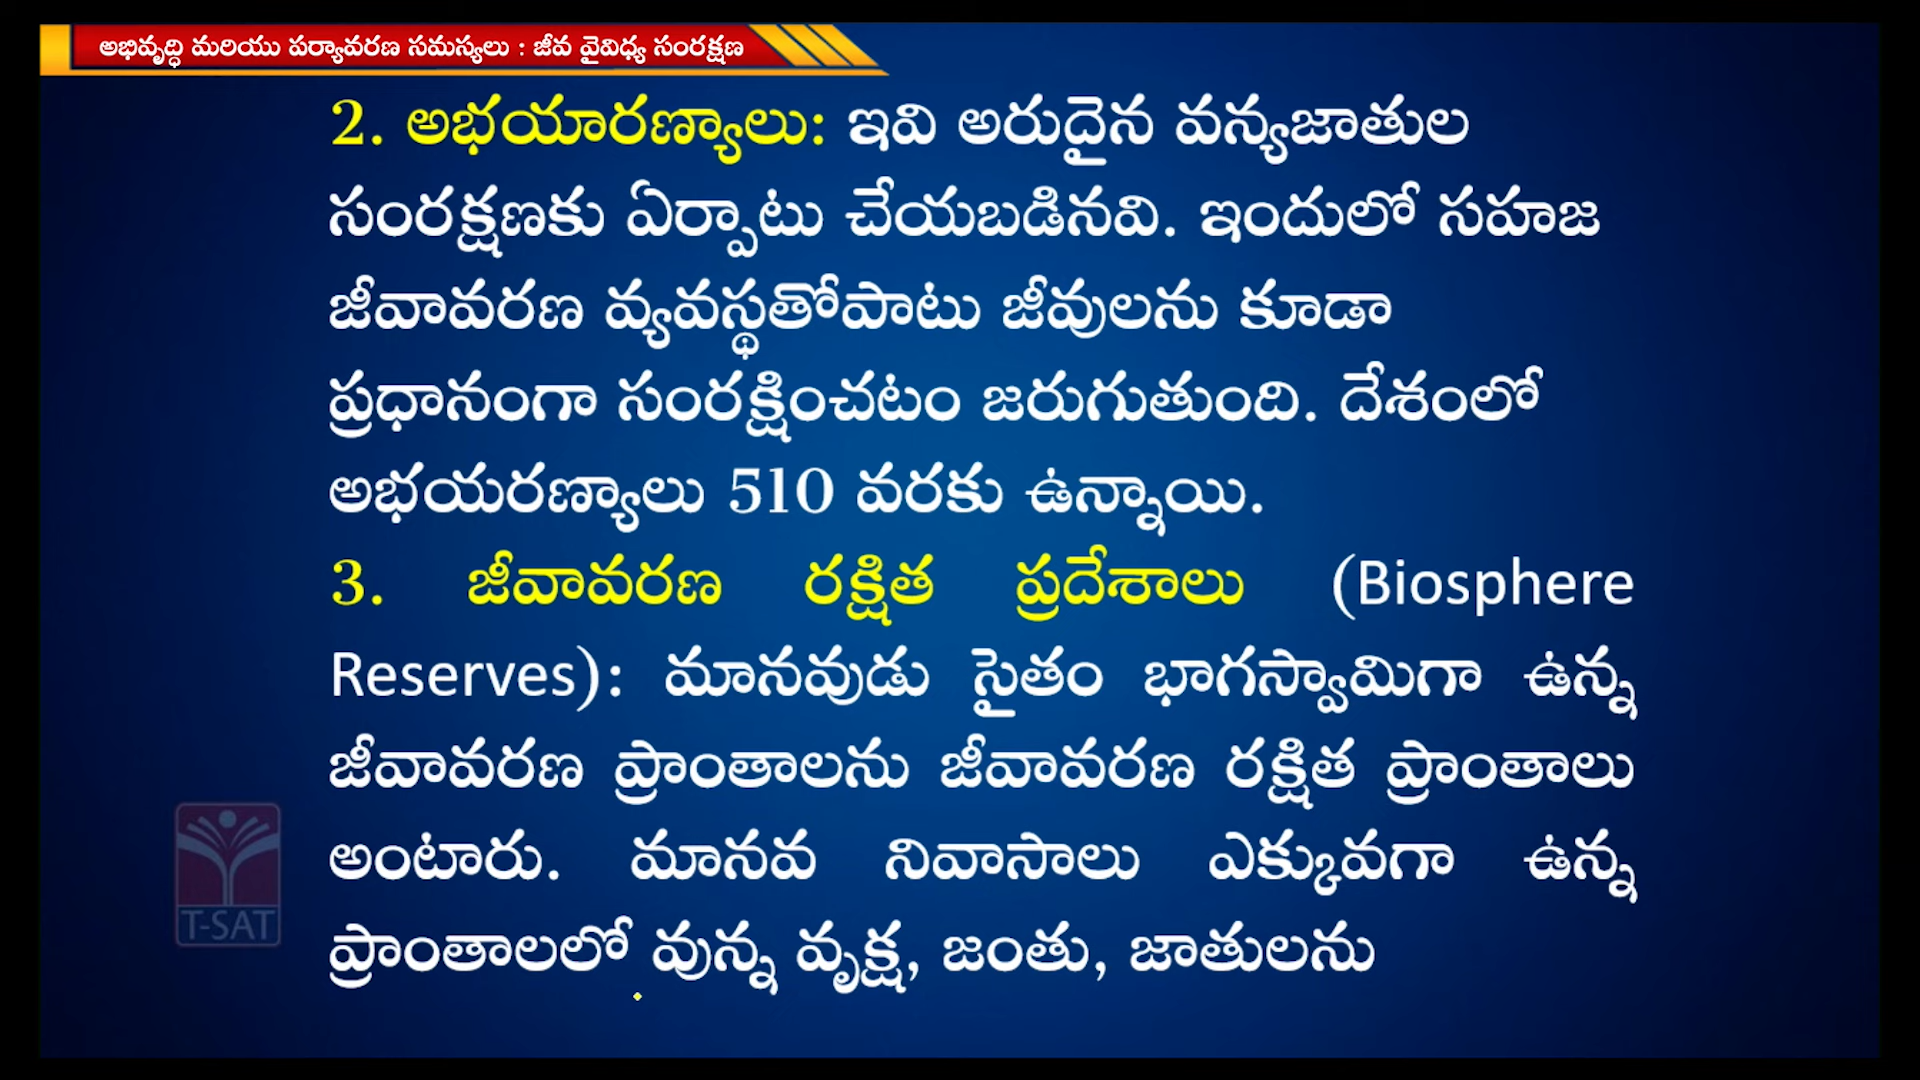 అభివృద్ధి మరియు పర్యావరణ సమస్యలు : జీవ వైవిధ్య సంరక్షణ
2. అభయారణ్యాలు: ఇవి అరుదైన వన్యజాతుల
సంరక్షణకు ఏర్పాటు చేయబడినవి. ఇందులో సహజ
జీవావరణ వ్యవస్థతోపాటు జీవులను కూడా
ప్రధానంగా సంరక్షించటం జరుగుతుంది. దేశంలో
అభయరణ్యాలు 510 వరకు ఉన్నాయి.
3. జీవావరణ రక్షిత ప్రదేశాలు (Biosphere
Reserves): మానవుడు సైతం భాగస్వామిగా ఉన్న
జీవావరణ ప్రాంతాలను జీవావరణ రక్షిత ప్రాంతాలు
అంటారు. మానవ నివాసాలు ఎక్కువగా ఉన్న
ప్రాంతాలలో వున్న వృక్ష, జంతు, జాతులను
T-SAT